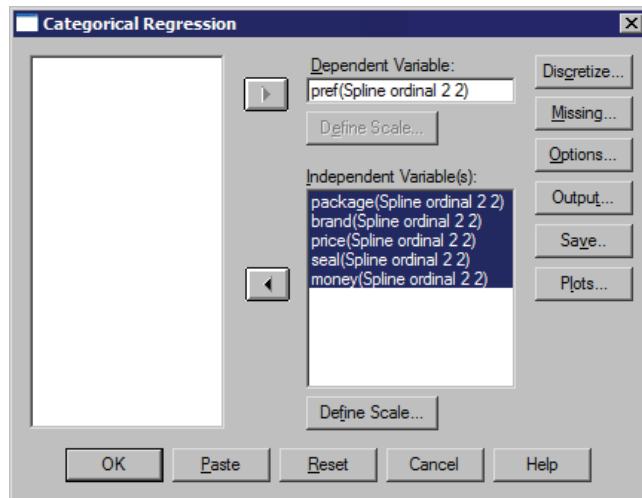 Categorical Regression
Dependent Variable:
pref(Spline ordinal 2 2)
Define Scale...
Independent Variable(s):
package(Spline ordinal 2 2)
brand(Spline ordinal 2 2)
price(Spline ordinal 2 2)
seal(Spline ordinal 2 2)
money(Spline ordinal 2 2)
Define Scale...
Discretize...
Missing...
Options...
Output...
Save..
Plots...
OK
Paste
Reset
Cancel
Help